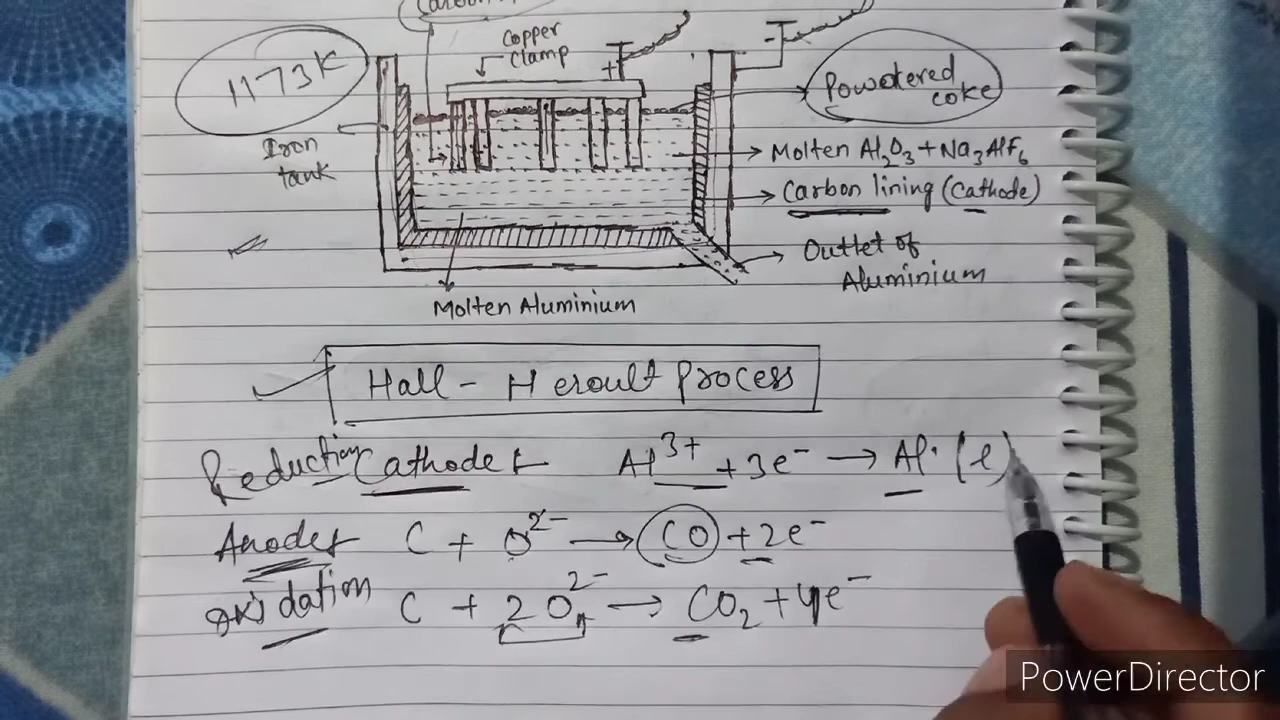 Carbon
Copper
clamp
+
-
1173K
Powdered
coke
Iron
tank
Molten Al₂O₃+Na₃AlF₆
Carbon lining (Cathode)
Outlet of
Aluminium
Molten Aluminium
Hall - Heroult process
Reduction Cathode Al³⁺ + 3e⁻ → Al (l)
Anode C + O²⁻ → CO + 2e⁻
oxidation C + 2O²⁻ → CO₂ + 4e⁻
PowerDirector